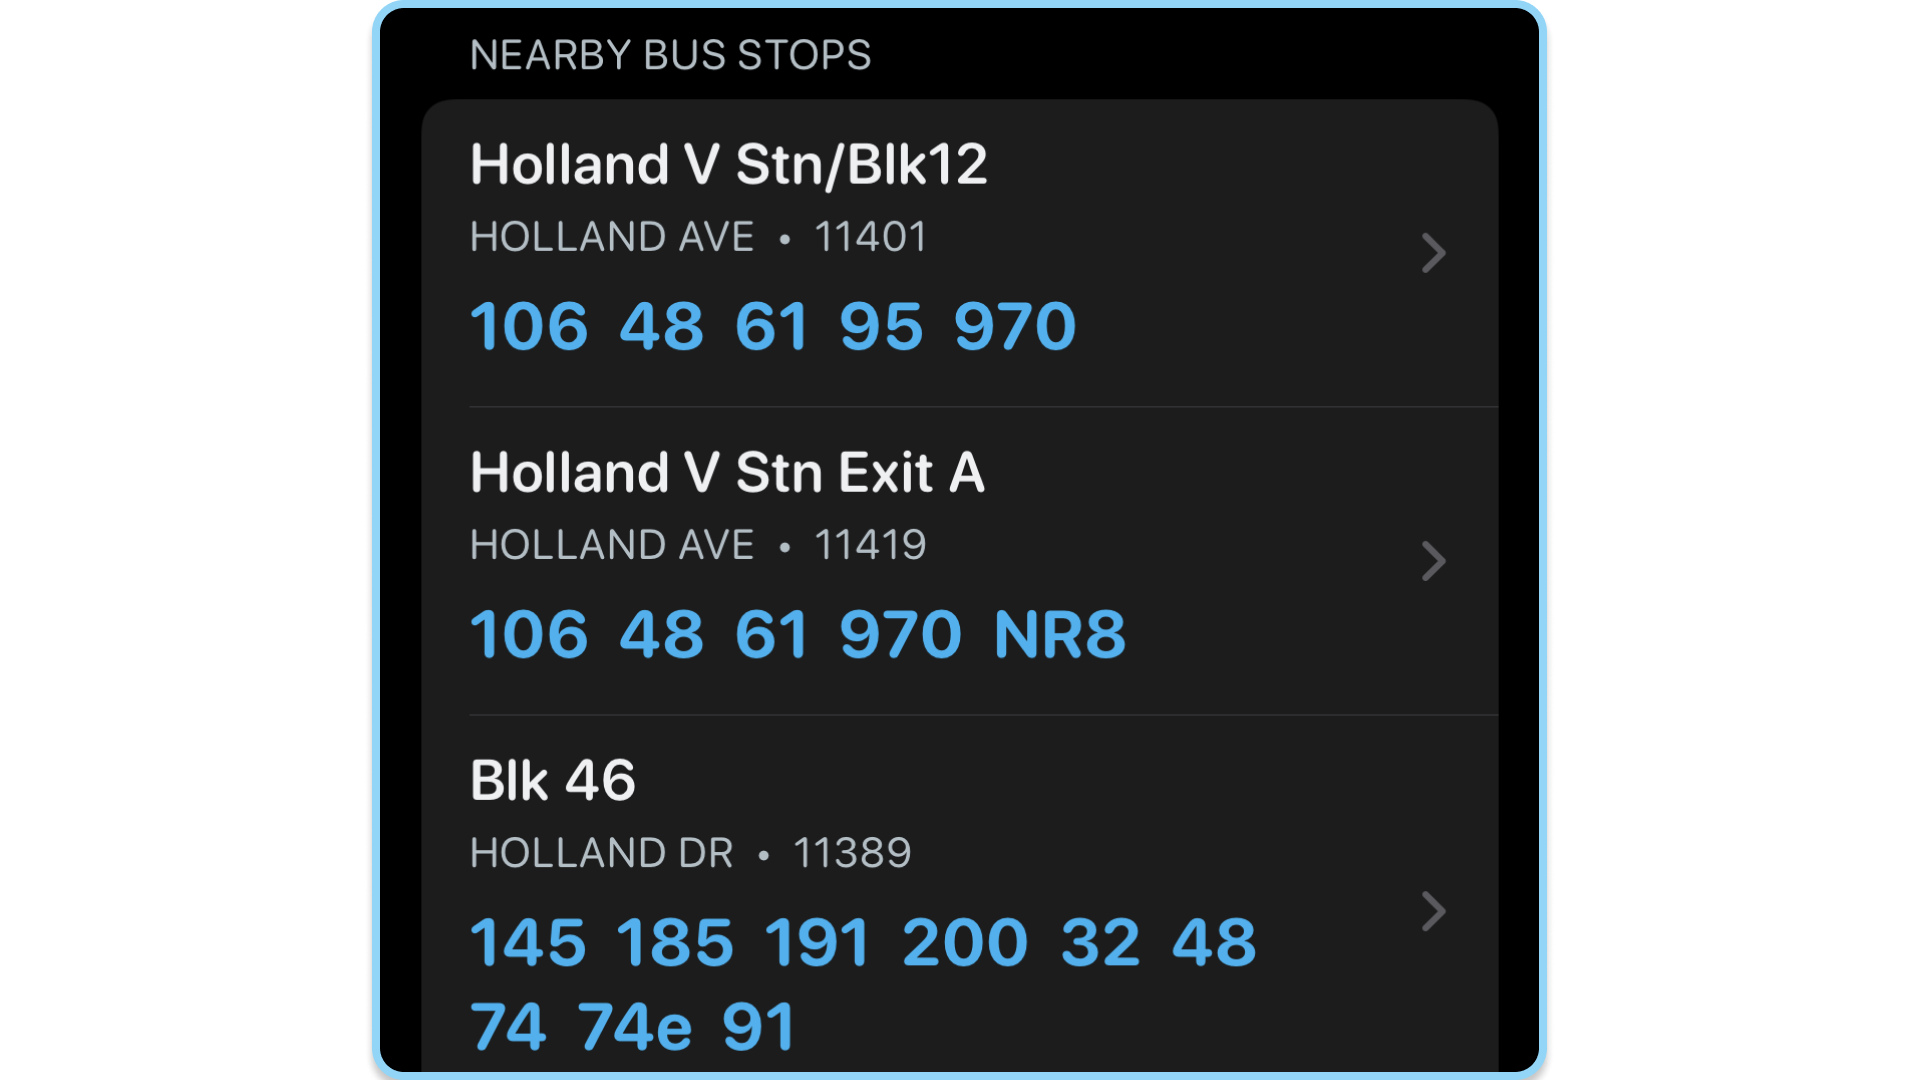 NEARBY BUS STOPS
Holland V Stn/Blk12
HOLLAND AVE • 11401
106 48 61 95 970
Holland V Stn Exit A
HOLLAND AVE • 11419
106 48 61 970 NR8
Blk 46
HOLLAND DR • 11389
145 185 191 200 32 48
74 74e 91